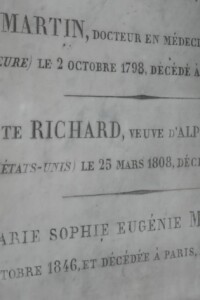 MARTIN, DOCTEUR EN MÉDECI
EURE) LE 2 OCTOBRE 1798, DÉCÉDÉ À
TE RICHARD, VEUVE D'ALP
ÉTATS-UNIS) LE 25 MARS 1808, DÉC
ARIE SOPHIE EUGÉNIE M
TOBRE 1846, ET DÉCÉDÉE À PARIS,